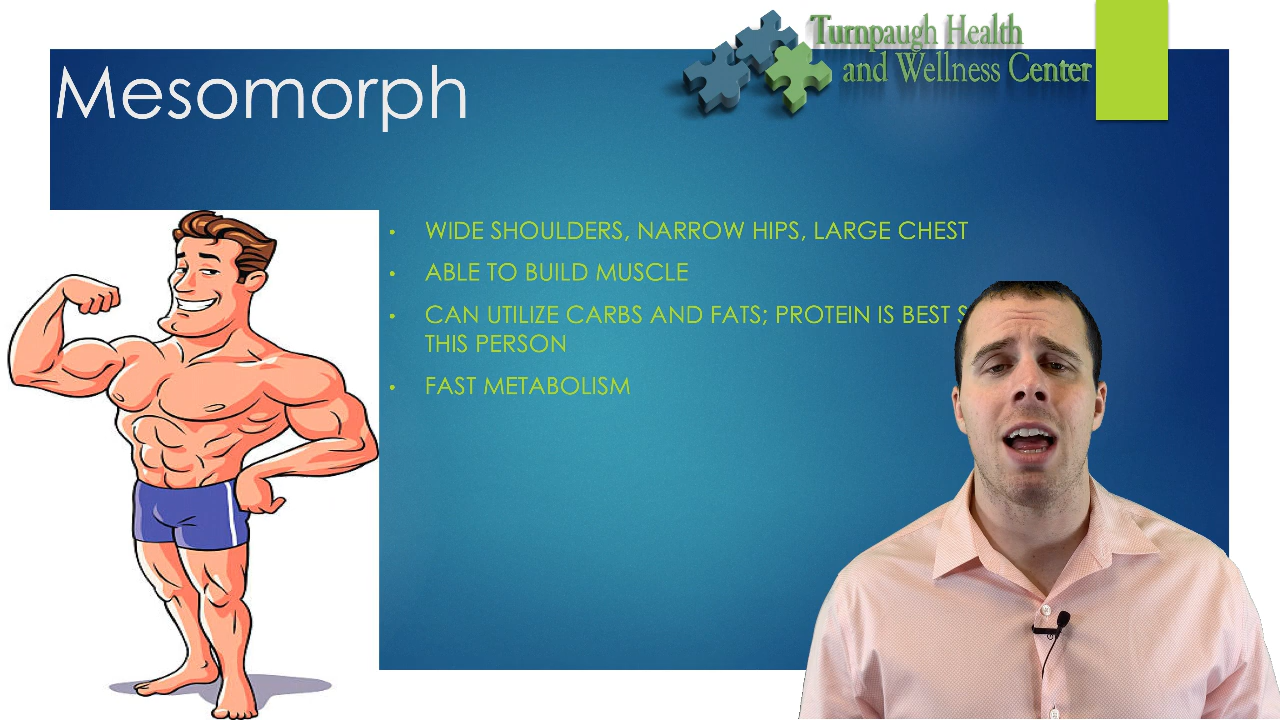 Turnpaugh Health
and Wellness Center
Mesomorph
• WIDE SHOULDERS, NARROW HIPS, LARGE CHEST
• ABLE TO BUILD MUSCLE
• CAN UTILIZE CARBS AND FATS; PROTEIN IS BEST
THIS PERSON
• FAST METABOLISM